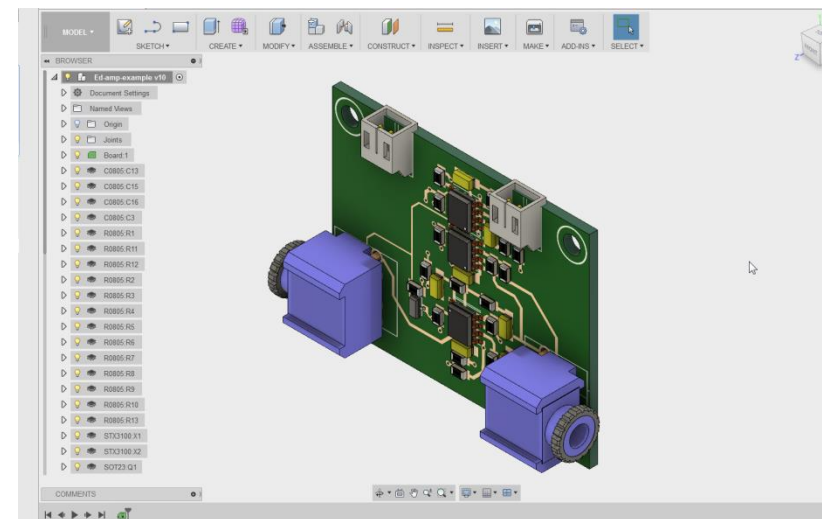 MODEL
SKETCH
CREATE
MODIFY
ASSEMBLE
CONSTRUCT
INSPECT
INSERT
MAKE
ADD-INS
SELECT
BROWSER
Ed-amp-example v10
Document Settings
Named Views
Origin
Joints
Board 1
C0805:C13
C0805:C15
C0805:C16
C0805:C3
R0805:R1
R0805:R11
R0805:R12
R0805:R2
R0805:R3
R0805:R4
R0805:R5
R0805:R6
R0805:R7
R0805:R8
R0805:R9
R0805:R10
R0805:R13
STX3100:X1
STX3100:X2
SOT23:Q1
COMMENTS